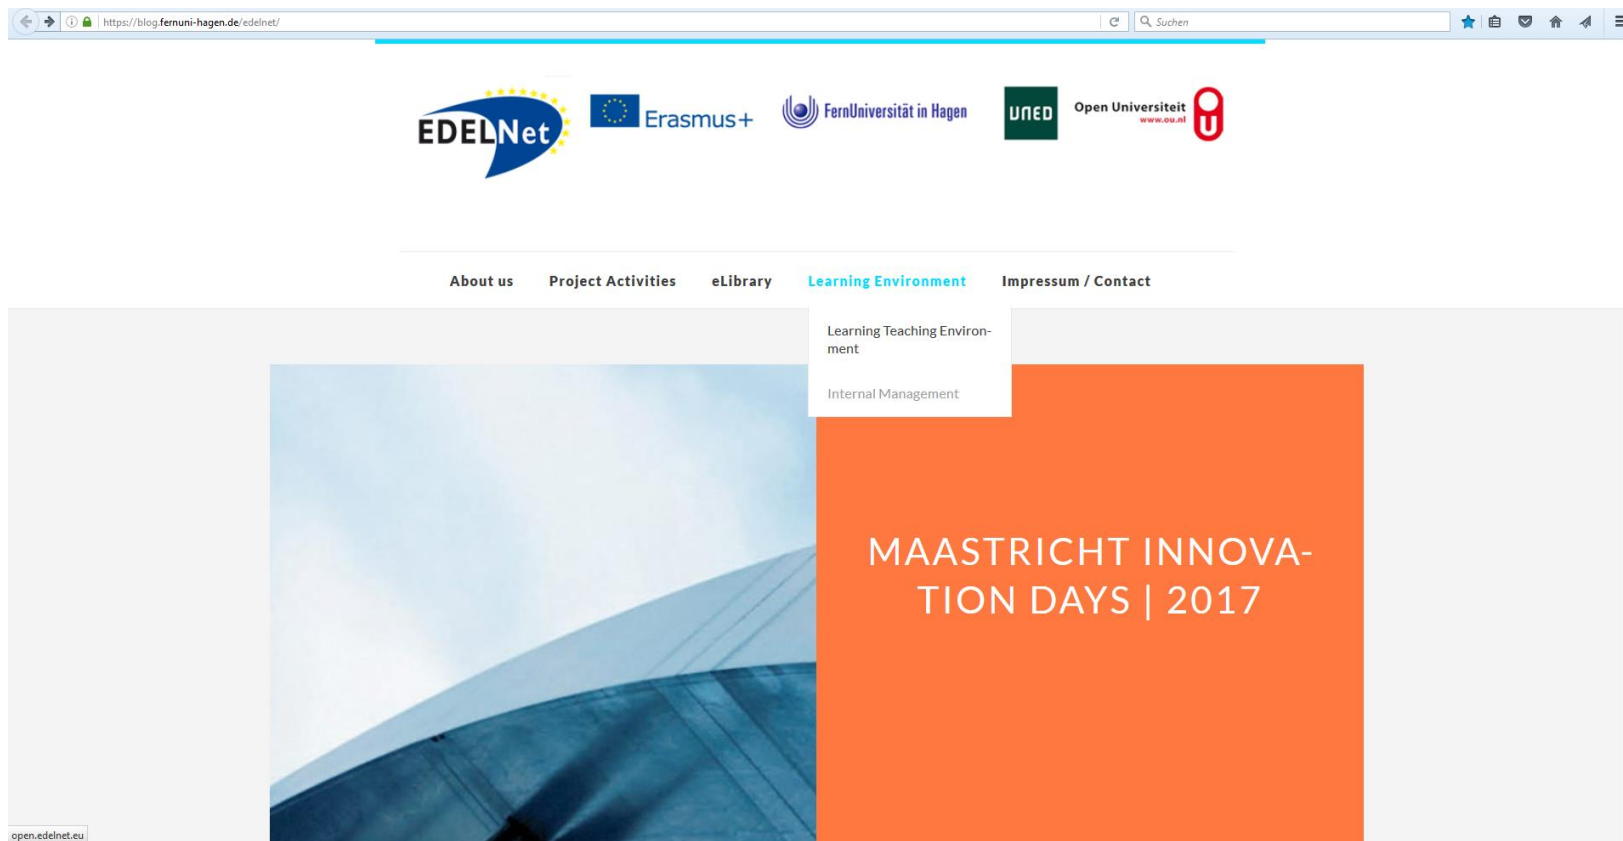 https://blog.fernuni-hagen.de/edelnet/
Suchen
EDELNet
Erasmus+
FernUniversität in Hagen
UNED
Open Universiteit
www.ou.nl
OU
About us
Project Activities
eLibrary
Learning Environment
Impressum / Contact
Learning Teaching Environ-
ment
Internal Management
MAASTRICHT INNOVA-
TION DAYS | 2017
open.edelnet.eu